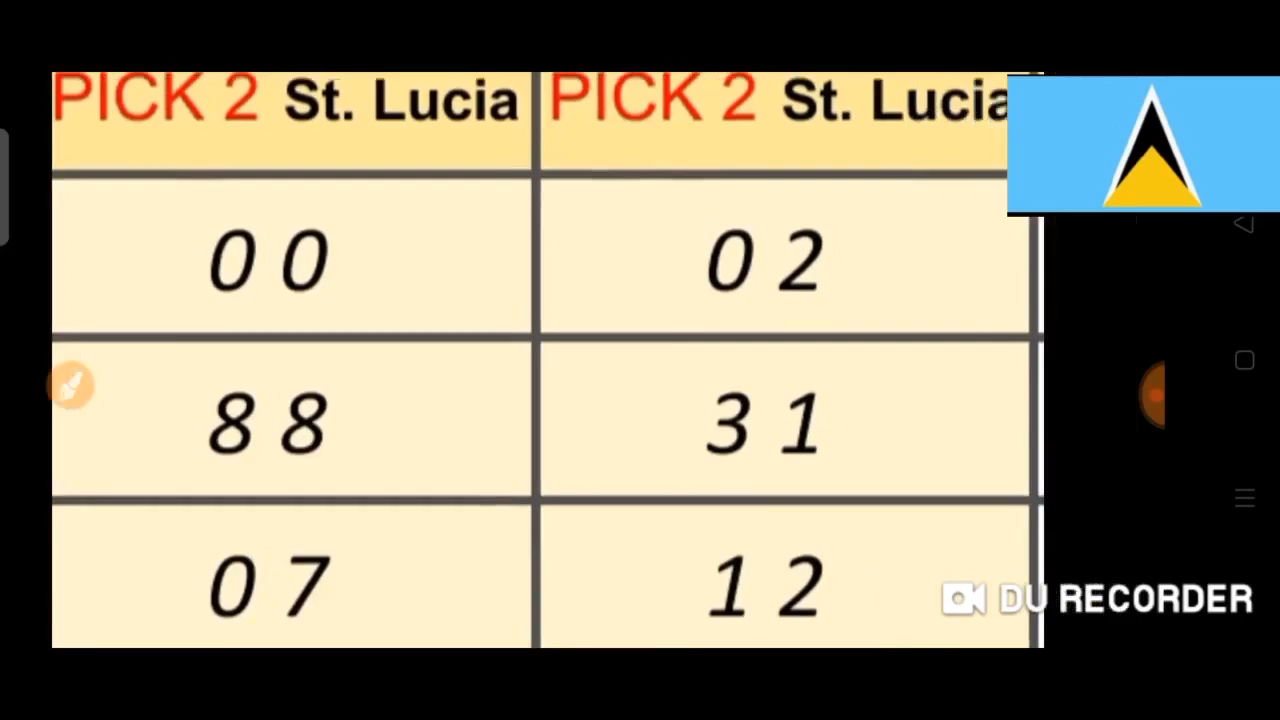 PICK 2 St. Lucia PICK 2 St. Lucia
0 0 0 2
8 8 3 1
0 7 1 2
DU RECORDER